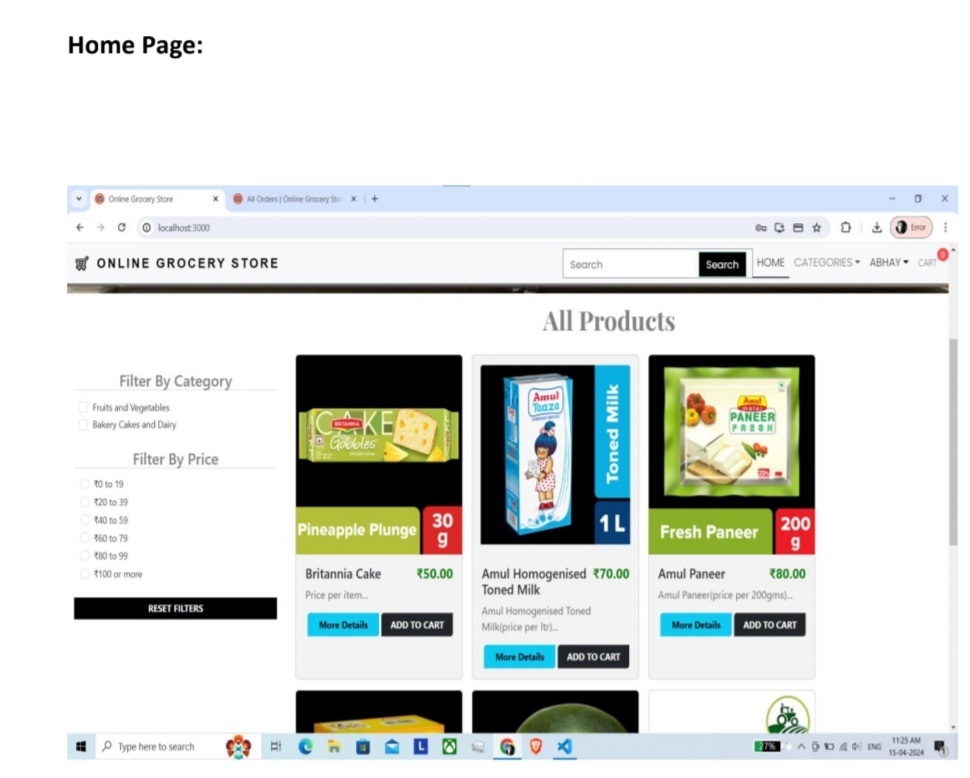 Home Page:
Online Grocery Store
All Orders | Online Grocery Sto
localhost:3000
Error
ONLINE GROCERY STORE
Search
Search
HOME
CATEGORIES
ABHAY
CART
0
All Products
Filter By Category
Fruits and Vegetables
Bakery Cakes and Dairy
Filter By Price
₹0 to 19
₹20 to 39
₹40 to 59
₹60 to 79
₹80 to 99
₹100 or more
RESET FILTERS
BRITANNIA
CAKE
Gobbles
Pineapple Plunge
30
g
Britannia Cake
₹50.00
Price per item...
More Details
ADD TO CART
Amul
Taaza
Toned Milk
1 L
Amul Homogenised
Toned Milk
₹70.00
Amul Homogenised Toned
Milk(price per ltr)...
More Details
ADD TO CART
Amul
malai
PANEER
FRESH
Fresh Paneer
200
g
Amul Paneer
₹80.00
Amul Paneer(price per 200gms)...
More Details
ADD TO CART
Type here to search
27%
ENG
11:25 AM
15-04-2024